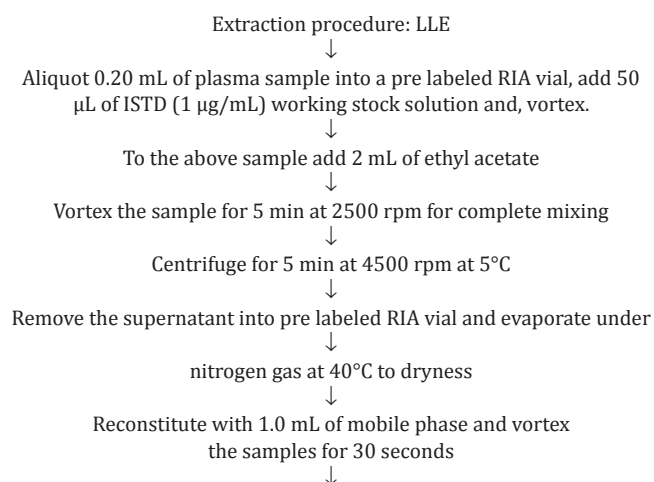 Extraction procedure: LLE
↓
Aliquot 0.20 mL of plasma sample into a pre labeled RIA vial, add 50
µL of ISTD (1 µg/mL) working stock solution and, vortex.
↓
To the above sample add 2 mL of ethyl acetate
↓
Vortex the sample for 5 min at 2500 rpm for complete mixing
↓
Centrifuge for 5 min at 4500 rpm at 5°C
↓
Remove the supernatant into pre labeled RIA vial and evaporate under
↓
nitrogen gas at 40°C to dryness
↓
Reconstitute with 1.0 mL of mobile phase and vortex
the samples for 30 seconds
↓